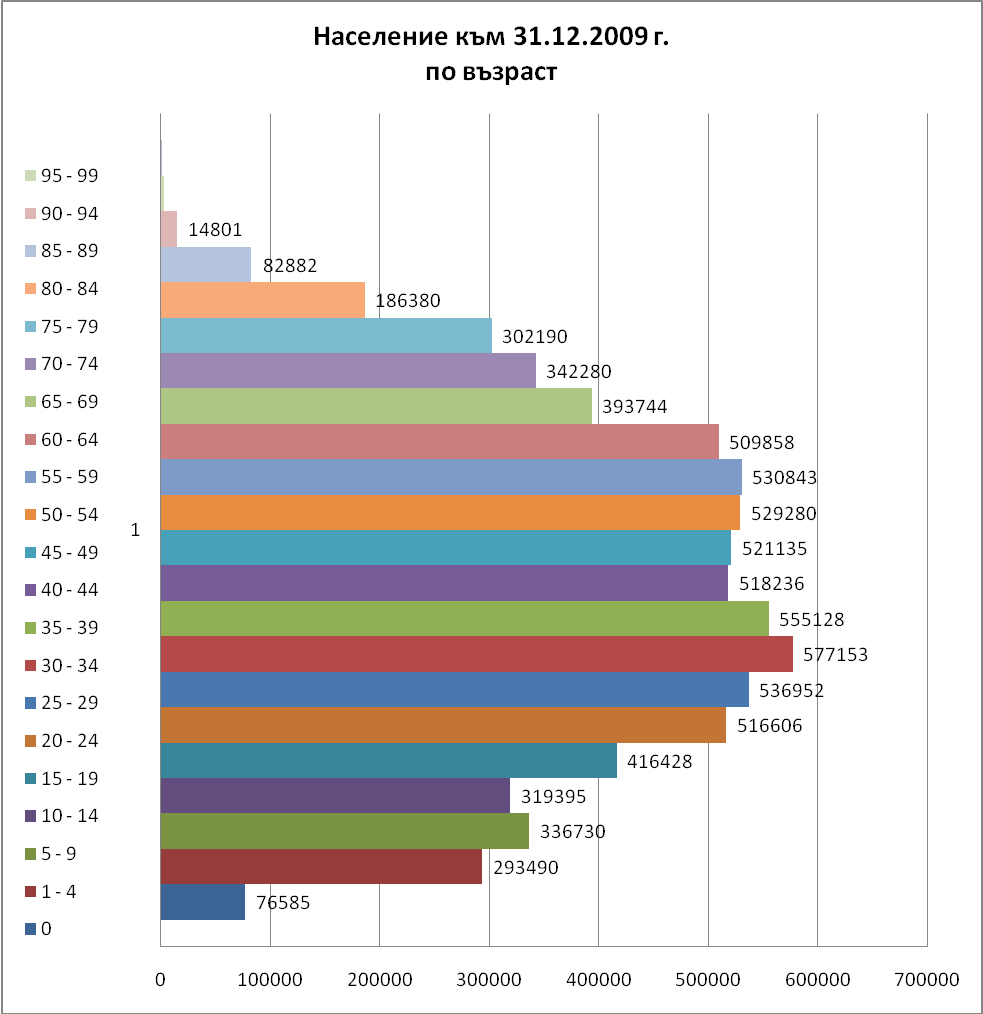 Население към 31.12.2009 г.
по възраст
95 - 99
90 - 94
85 - 89
80 - 84
75 - 79
70 - 74
65 - 69
60 - 64
55 - 59
50 - 54
45 - 49
40 - 44
35 - 39
30 - 34
25 - 29
20 - 24
15 - 19
10 - 14
5 - 9
1 - 4
0
1
14801
82882
186380
302190
342280
393744
509858
530843
529280
521135
518236
555128
577153
536952
516606
416428
319395
336730
293490
76585
0 100000 200000 300000 400000 500000 600000 700000